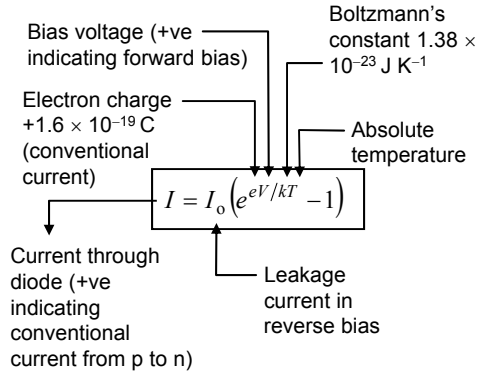 Bias voltage (+ve
indicating forward bias)
Boltzmann's
constant 1.38 ×
10⁻²³ J K⁻¹
Electron charge
+1.6 × 10⁻¹⁹ C
(conventional
current)
Absolute
temperature
I = Iₒ(e^{eV/kT} − 1)
Current through
diode (+ve
indicating
conventional
current from p to n)
Leakage
current in
reverse bias